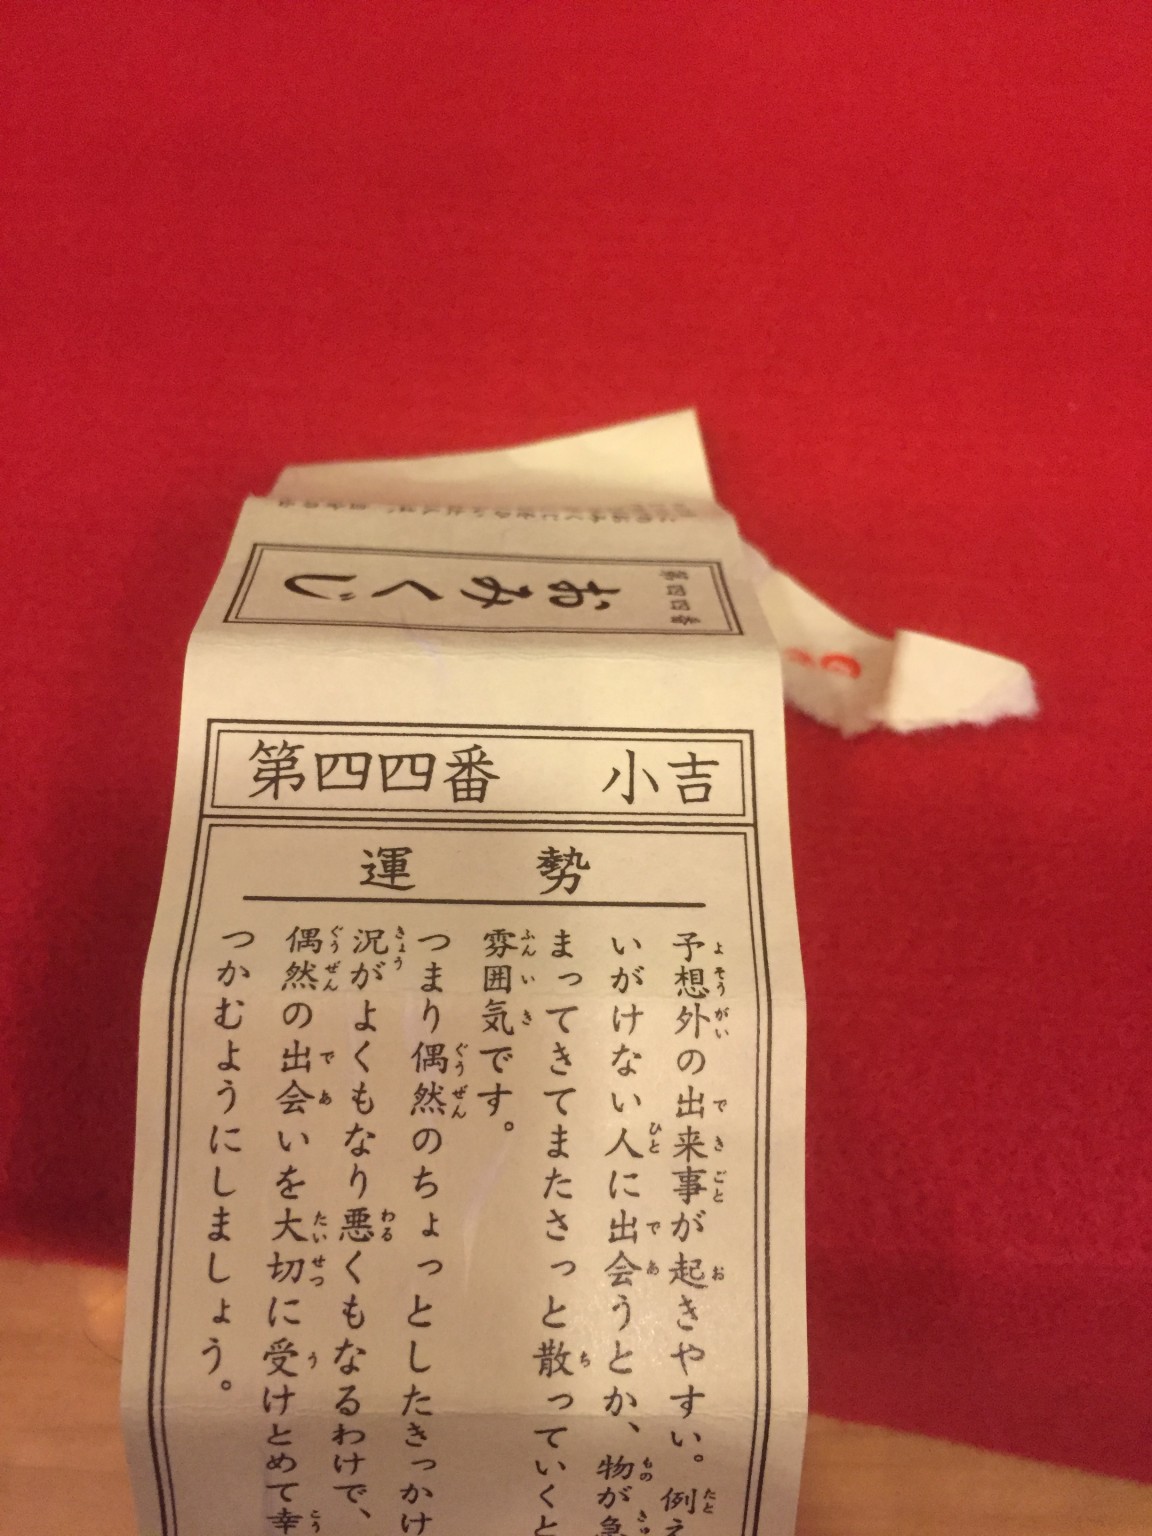 第四四番
おみくじ
第四四番 小吉
運勢
予想外の出来事が起きやすい。例え
いがけない人に出会うとか、物が急
まってきてまたさっと散っていくと
雰囲気です。
つまり偶然のちょっとしたきっかけ
況がよくもなり悪くもなるわけで、
偶然の出会いを大切に受けとめて幸
つかむようにしましょう。